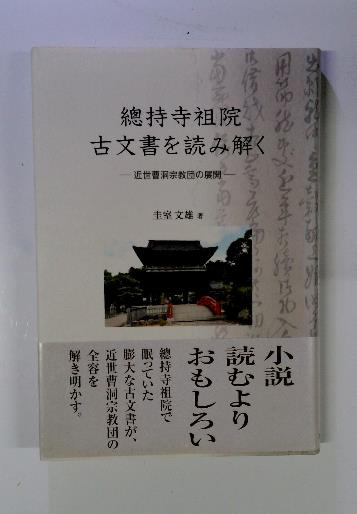 總持寺祖院
古文書を読み解く
―近世曹洞宗教団の展開―
圭室文雄 著
小説
読むより
おもしろい
總持寺祖院で
眠っていた
膨大な古文書が、
近世曹洞宗教団の
全容を
解き明かす。